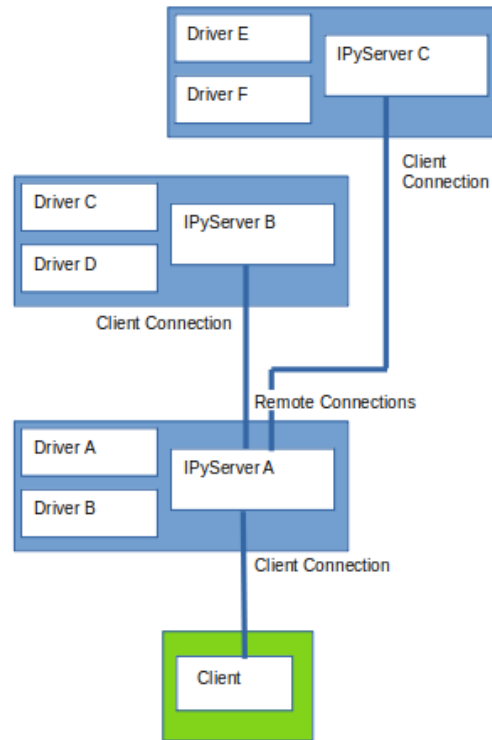 Driver E
IPyServer C
Driver F
Client
Connection
Driver C
IPyServer B
Driver D
Client Connection
Remote Connections
Driver A
IPyServer A
Driver B
Client Connection
Client